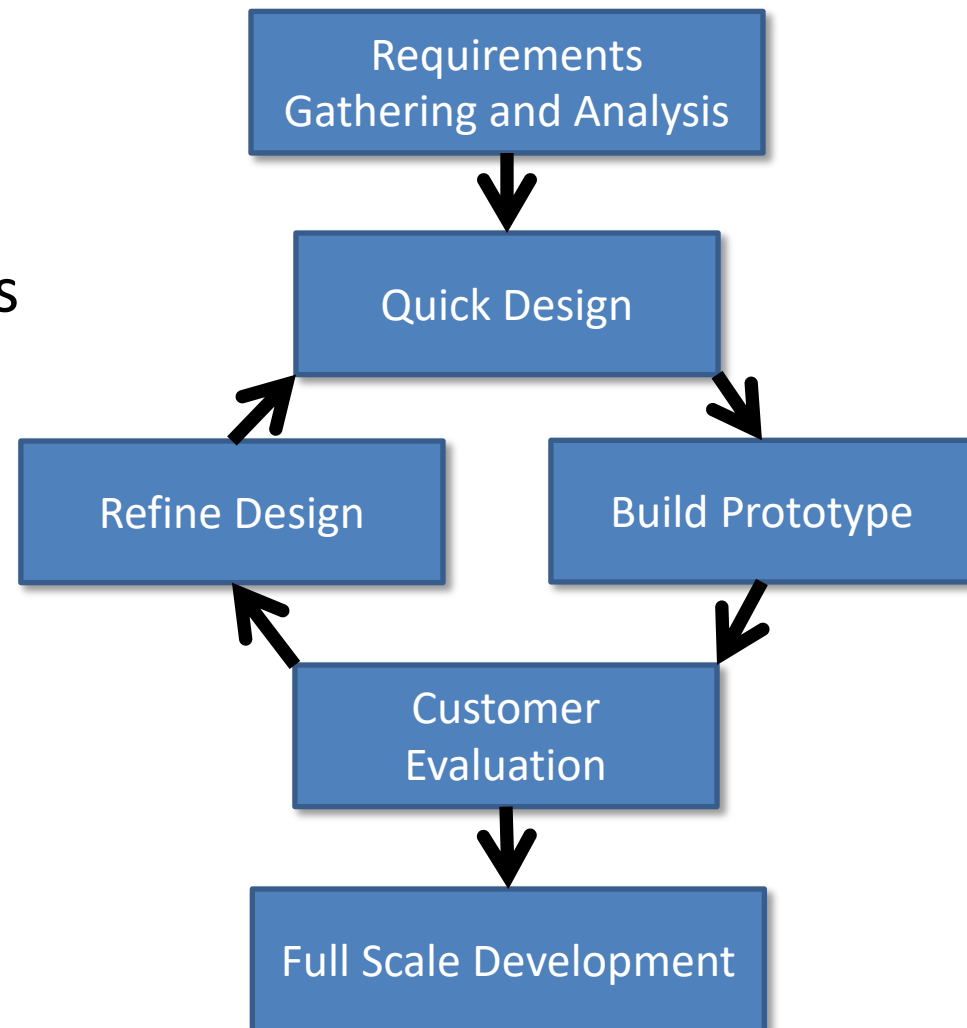 Requirements
Gathering and Analysis
s
Quick Design
Refine Design
Build Prototype
Customer
Evaluation
Full Scale Development